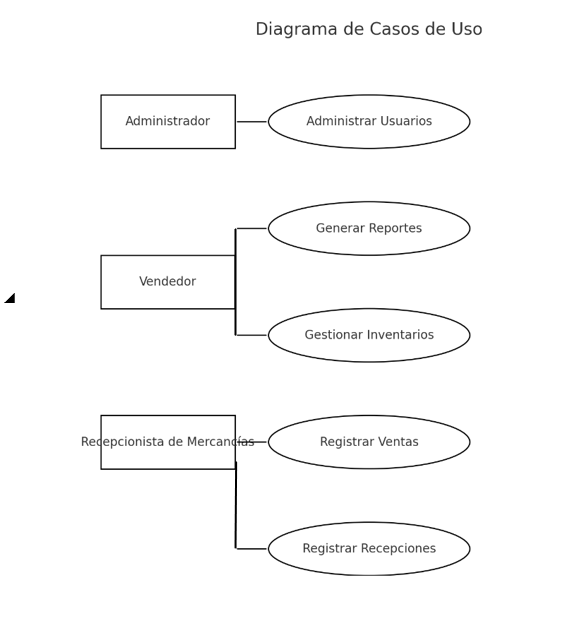 Diagrama de Casos de Uso
Administrador
Administrar Usuarios
Generar Reportes
Vendedor
Gestionar Inventarios
Recepcionista de Mercancías
Registrar Ventas
Registrar Recepciones